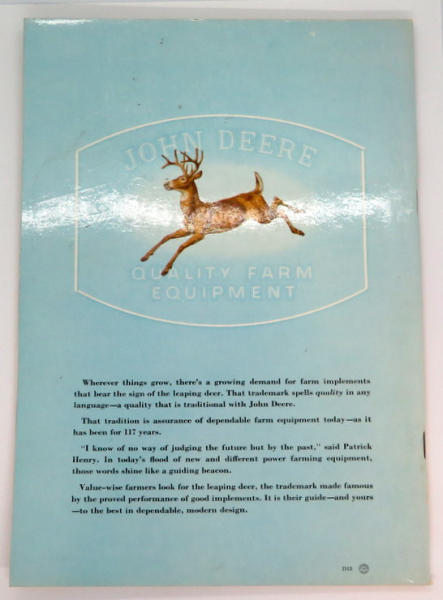 JOHN DEERE
QUALITY FARM
EQUIPMENT
Wherever things grow, there's a growing demand for farm implements
that bear the sign of the leaping deer. That trademark spells quality in any
language—a quality that is traditional with John Deere.
That tradition is assurance of dependable farm equipment today—as it
has been for 117 years.
"I know of no way of judging the future but by the past," said Patrick
Henry. In today's flood of new and different power farming equipment,
those words shine like a guiding beacon.
Value-wise farmers look for the leaping deer, the trademark made famous
by the proved performance of good implements. It is their guide—and yours
—to the best in dependable, modern design.